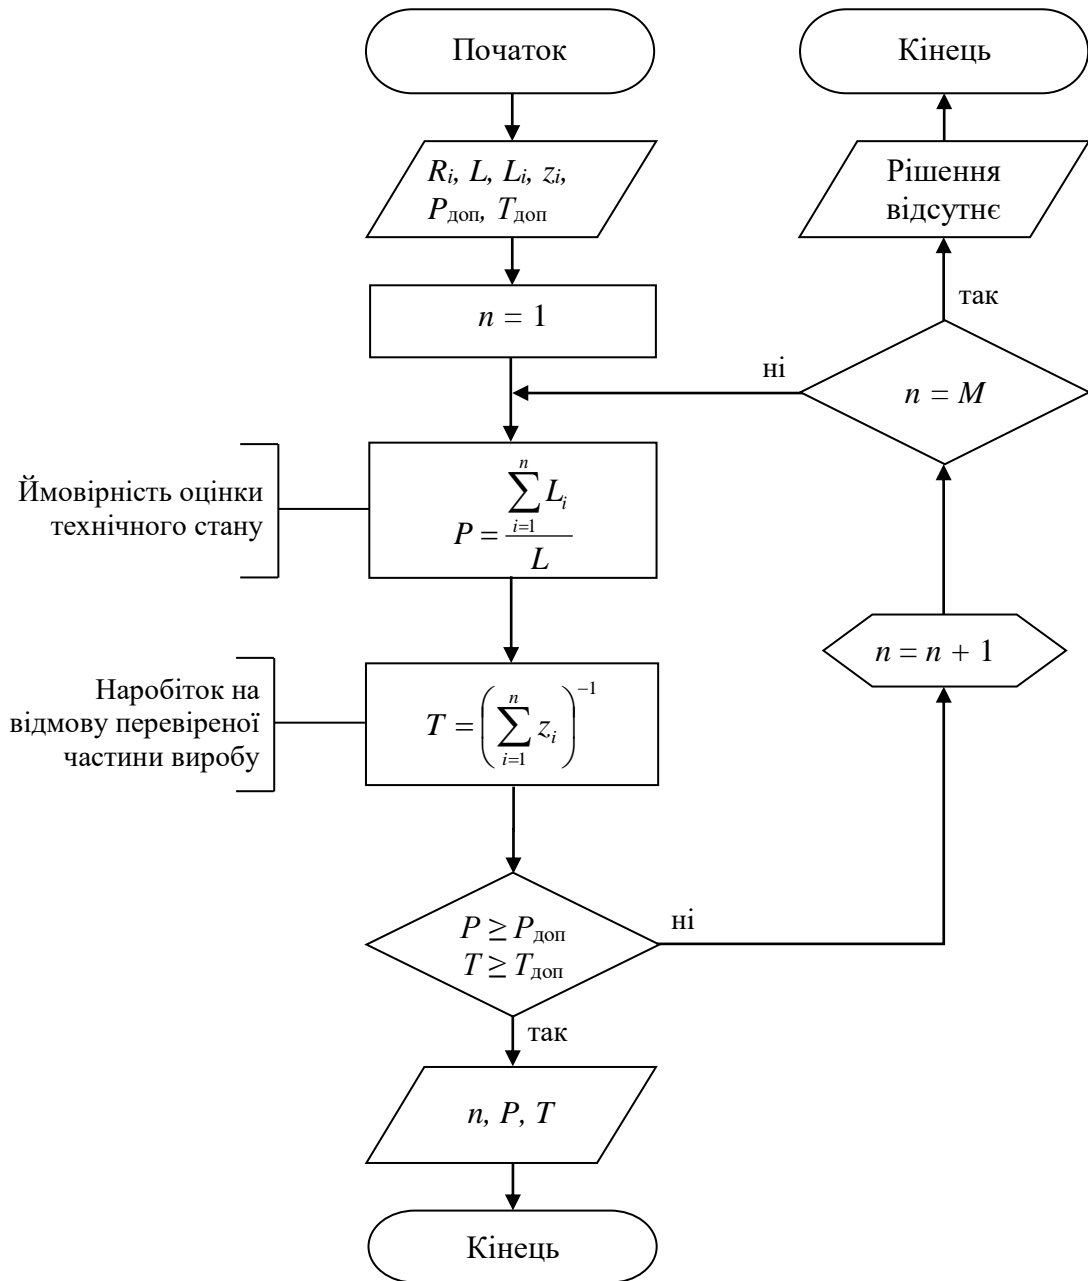 Початок
Rᵢ, L, Lᵢ, zᵢ,
Pдоп, Tдоп
n = 1
Ймовірність оцінки
технічного стану
P = ∑ᵢ₌₁ⁿ Lᵢ / L
Наробіток на
відмову перевіреної
частини виробу
T = (∑ᵢ₌₁ⁿ zᵢ)⁻¹
P ≥ Pдоп
T ≥ Tдоп
ні
так
n, P, T
Кінець
n = n + 1
n = M
ні
так
Рішення
відсутнє
Кінець